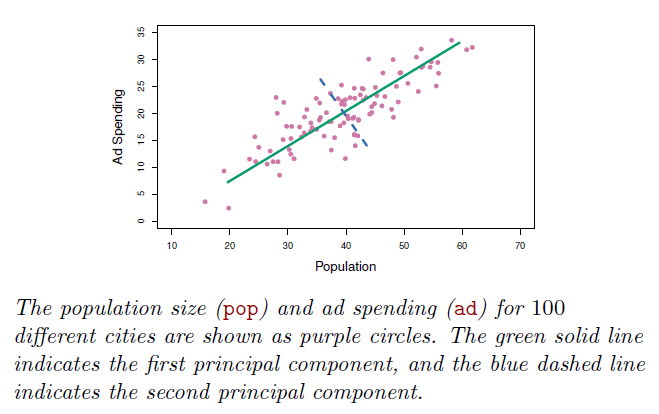 35
30
25
20
15
10
5
0
Ad Spending
10 20 30 40 50 60 70
Population
The population size (pop) and ad spending (ad) for 100
different cities are shown as purple circles. The green solid line
indicates the first principal component, and the blue dashed line
indicates the second principal component.